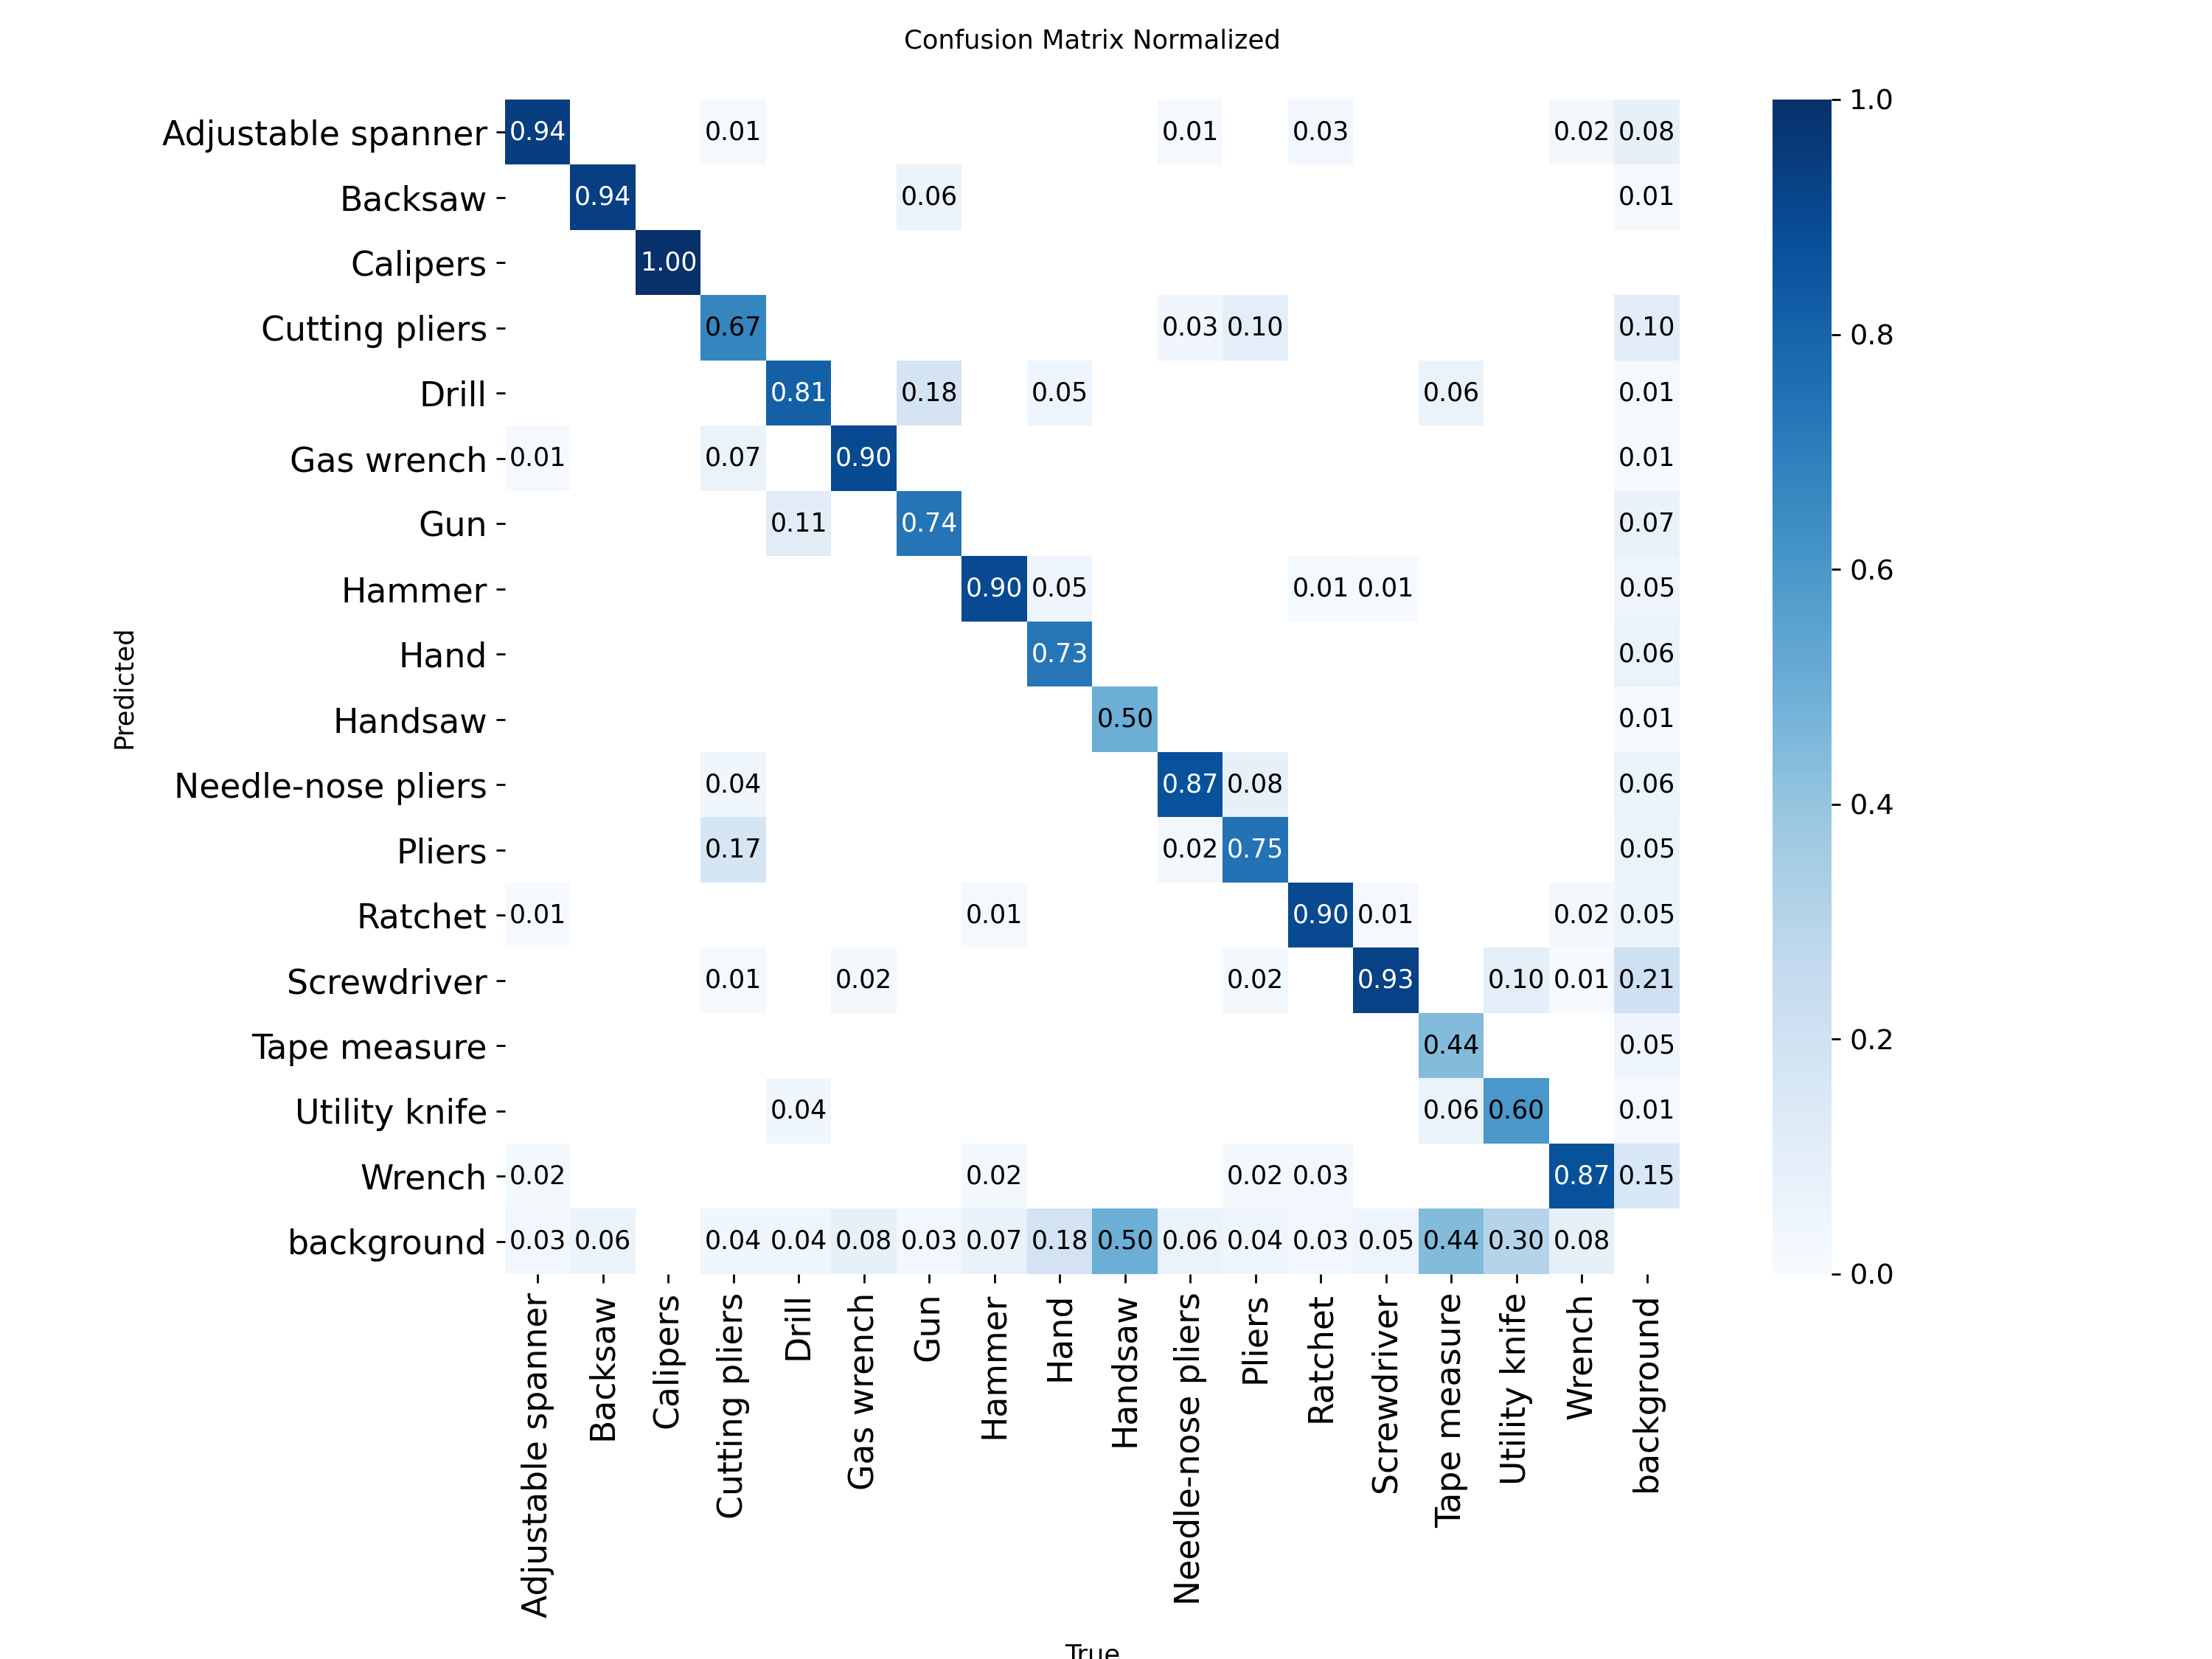 Confusion Matrix Normalized
Predicted
Adjustable spanner 0.94 0.01 0.01 0.03 0.02 0.08
Backsaw 0.94 0.06 0.01
Calipers 1.00
Cutting pliers 0.67 0.03 0.10 0.10
Drill 0.81 0.18 0.05 0.06 0.01
Gas wrench 0.01 0.07 0.90 0.01
Gun 0.11 0.74 0.07
Hammer 0.90 0.05 0.01 0.01 0.05
Hand 0.73 0.06
Handsaw 0.50 0.01
Needle-nose pliers 0.04 0.87 0.08 0.06
Pliers 0.17 0.02 0.75 0.05
Ratchet 0.01 0.01 0.90 0.01 0.02 0.05
Screwdriver 0.01 0.02 0.02 0.93 0.10 0.01 0.21
Tape measure 0.44 0.05
Utility knife 0.04 0.06 0.60 0.01
Wrench 0.02 0.02 0.02 0.03 0.87 0.15
background 0.03 0.06 0.04 0.04 0.08 0.03 0.07 0.18 0.50 0.06 0.04 0.03 0.05 0.44 0.30 0.08
Adjustable spanner
Backsaw
Calipers
Cutting pliers
Drill
Gas wrench
Gun
Hammer
Hand
Handsaw
Needle-nose pliers
Pliers
Ratchet
Screwdriver
Tape measure
Utility knife
Wrench
background
True
1.0
0.8
0.6
0.4
0.2
0.0